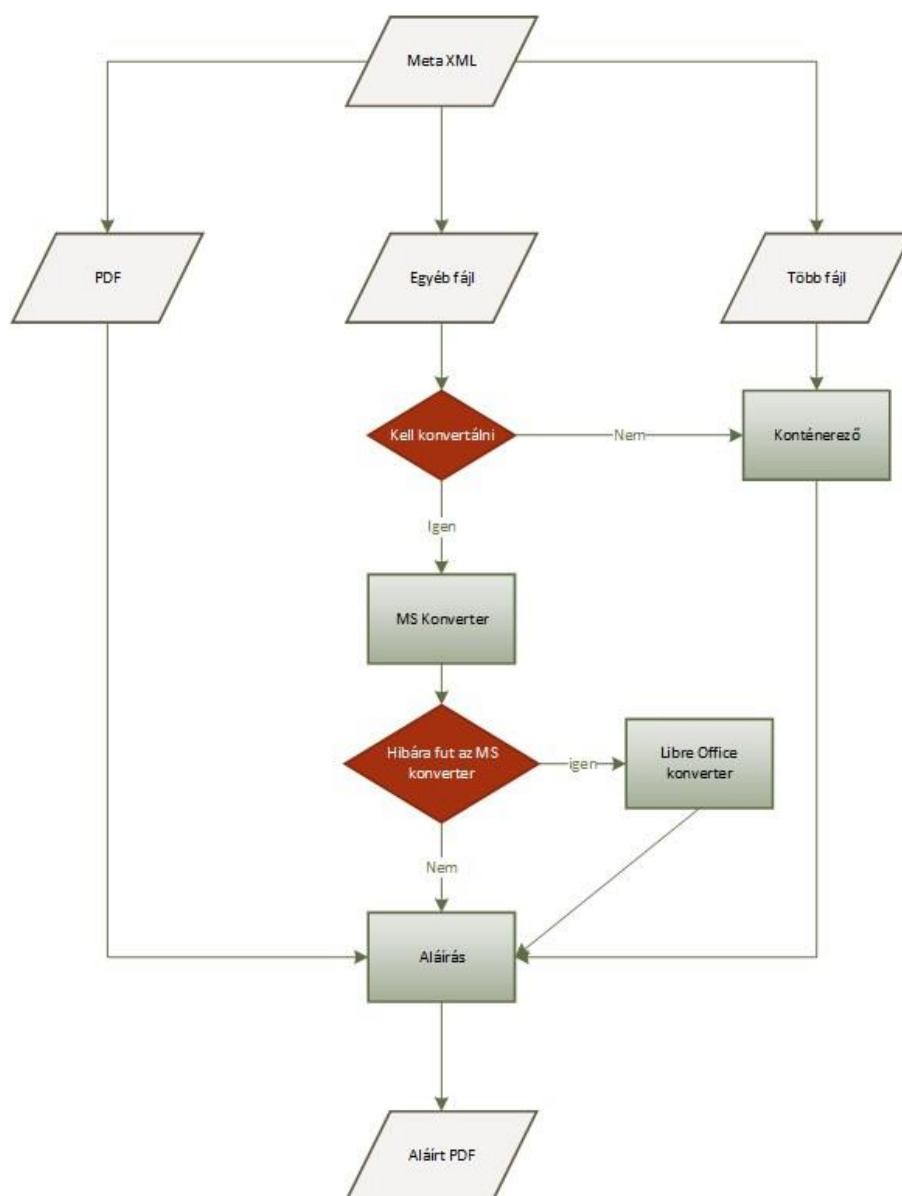 Meta XML
PDF
Egyéb fájl
Több fájl
Kell konvertálni
Nem
Konténerező
Igen
MS Konverter
Hibára fut az MS
konverter
igen
Libre Office
konverter
Nem
Aláírás
Aláírt PDF